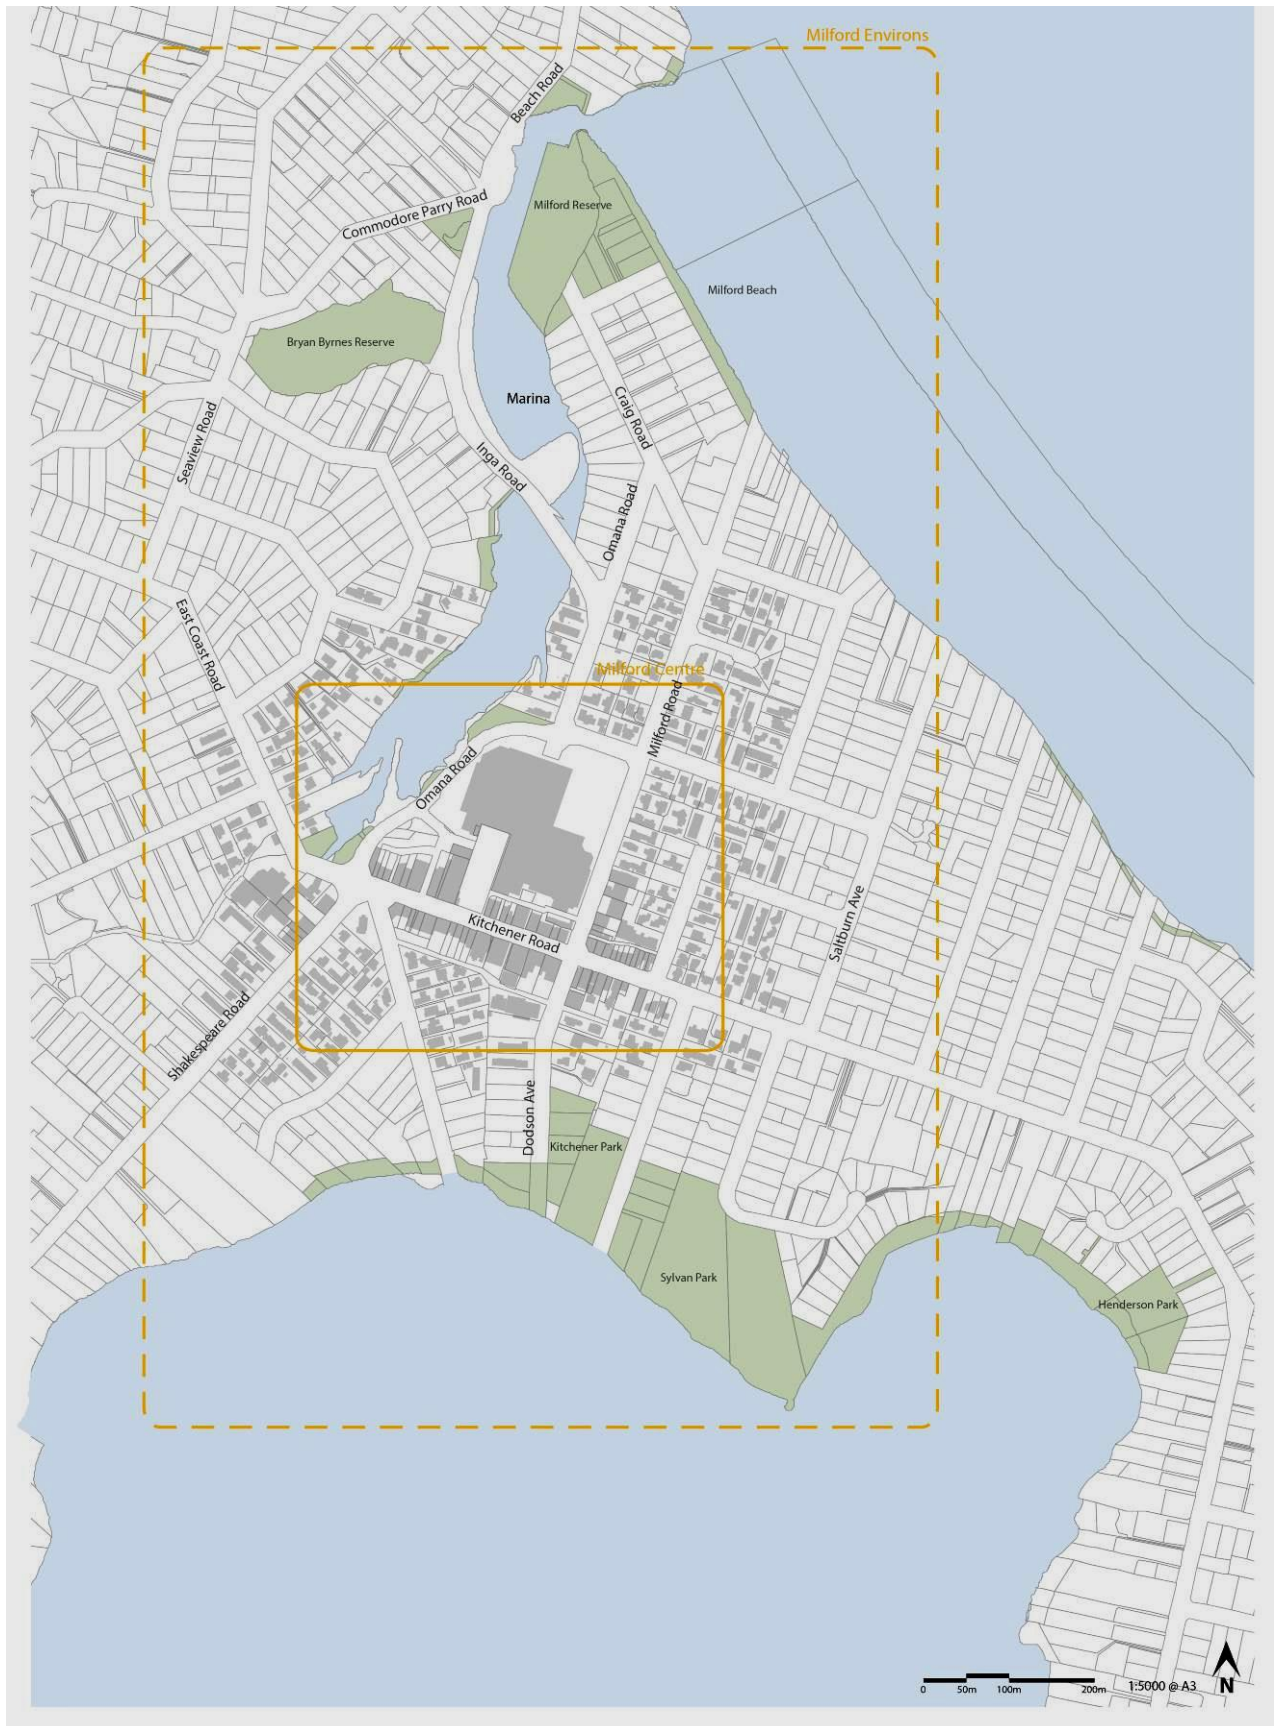 Milford Environs
Beach Road
Commodore Parry Road
Milford Reserve
Milford Beach
Bryan Byrnes Reserve
Marina
Craig Road
Seaview Road
Inga Road
Omana Road
East Coast Road
Milford Centre
Milford Road
Omana Road
Kitchener Road
Saltburn Ave
Shakespeare Road
Dodson Ave
Kitchener Park
Sylvan Park
Henderson Park
0 50m 100m 200m
1:5000 @ A3
N